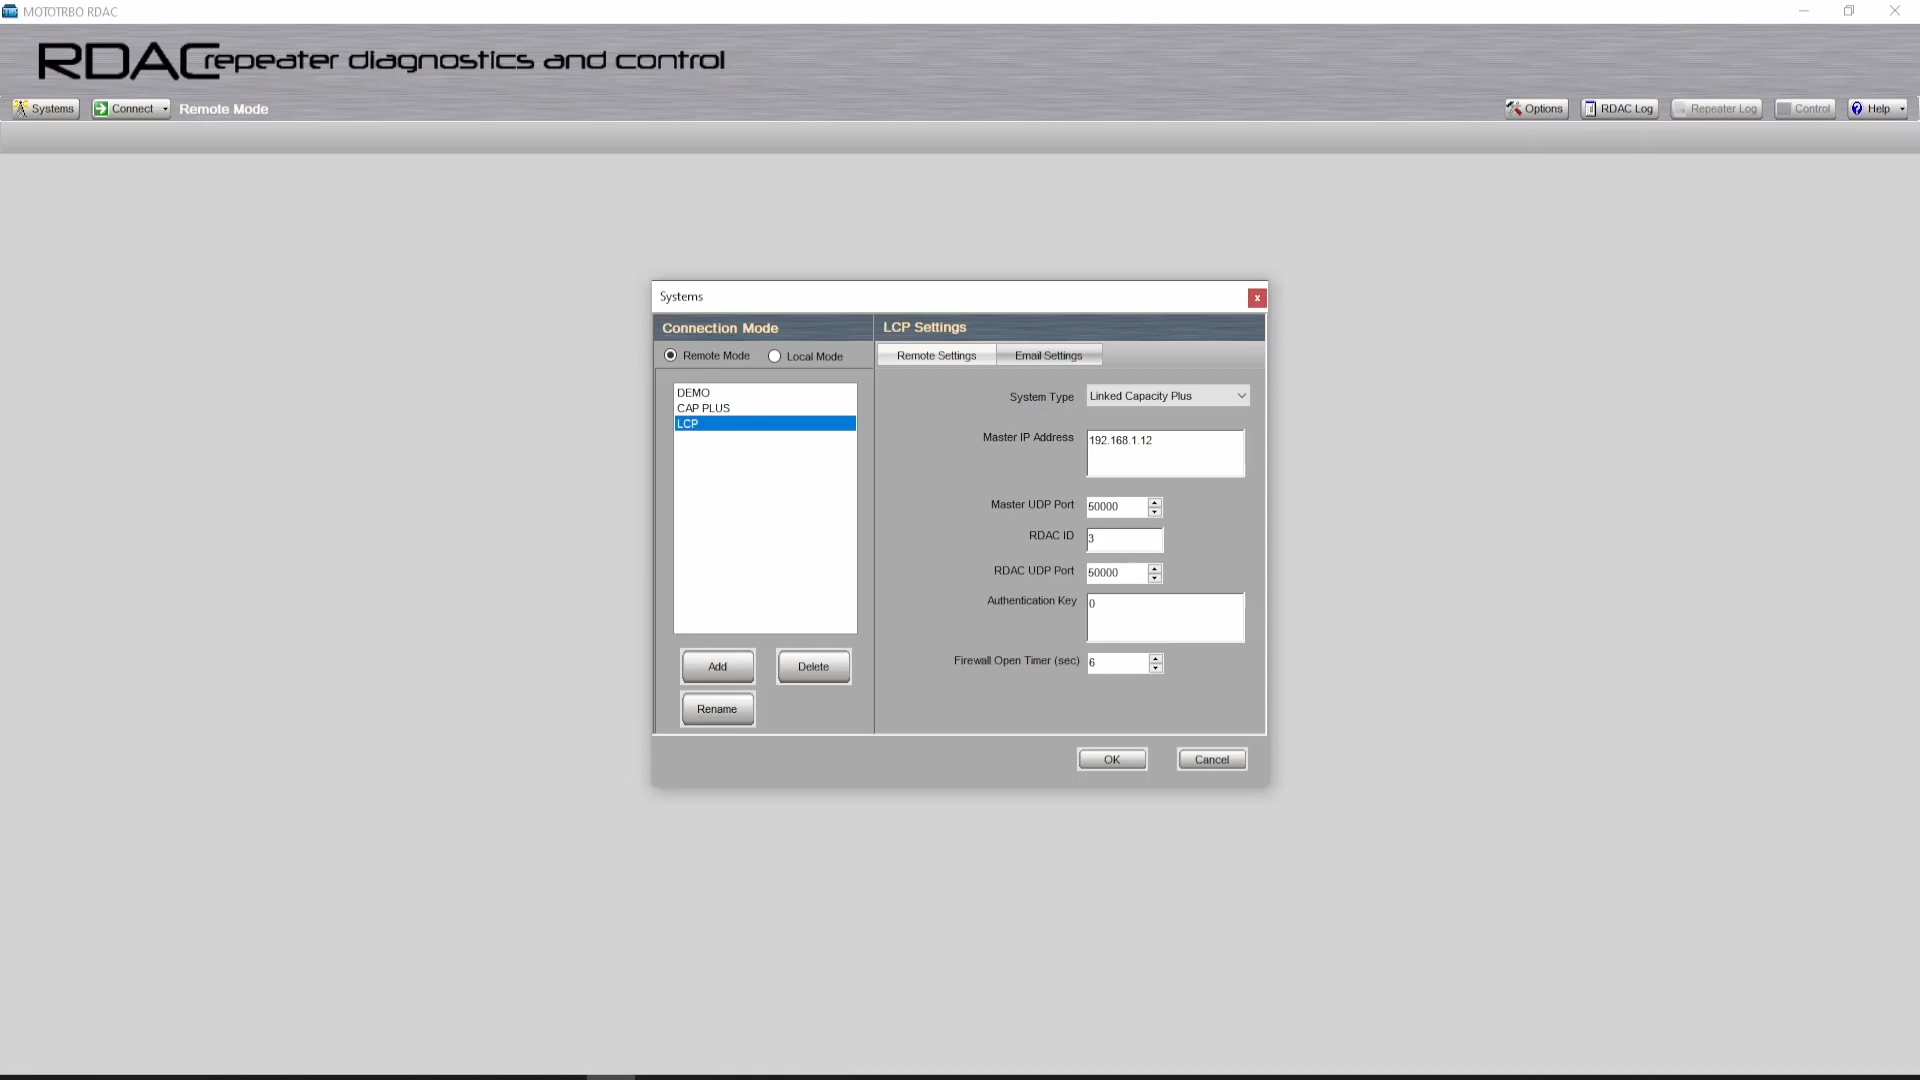 MOTOTRBO RDAC
RDAC repeater diagnostics and control
Systems Connect Remote Mode Options RDAC Log Repeater Log Control Help
Systems x
Connection Mode
Remote Mode Local Mode
DEMO
CAP PLUS
LCP
Add Delete
Rename
LCP Settings
Remote Settings Email Settings
System Type Linked Capacity Plus
Master IP Address 192.168.1.12
Master UDP Port 50000
RDAC ID 3
RDAC UDP Port 50000
Authentication Key 0
Firewall Open Timer (sec) 6
OK Cancel